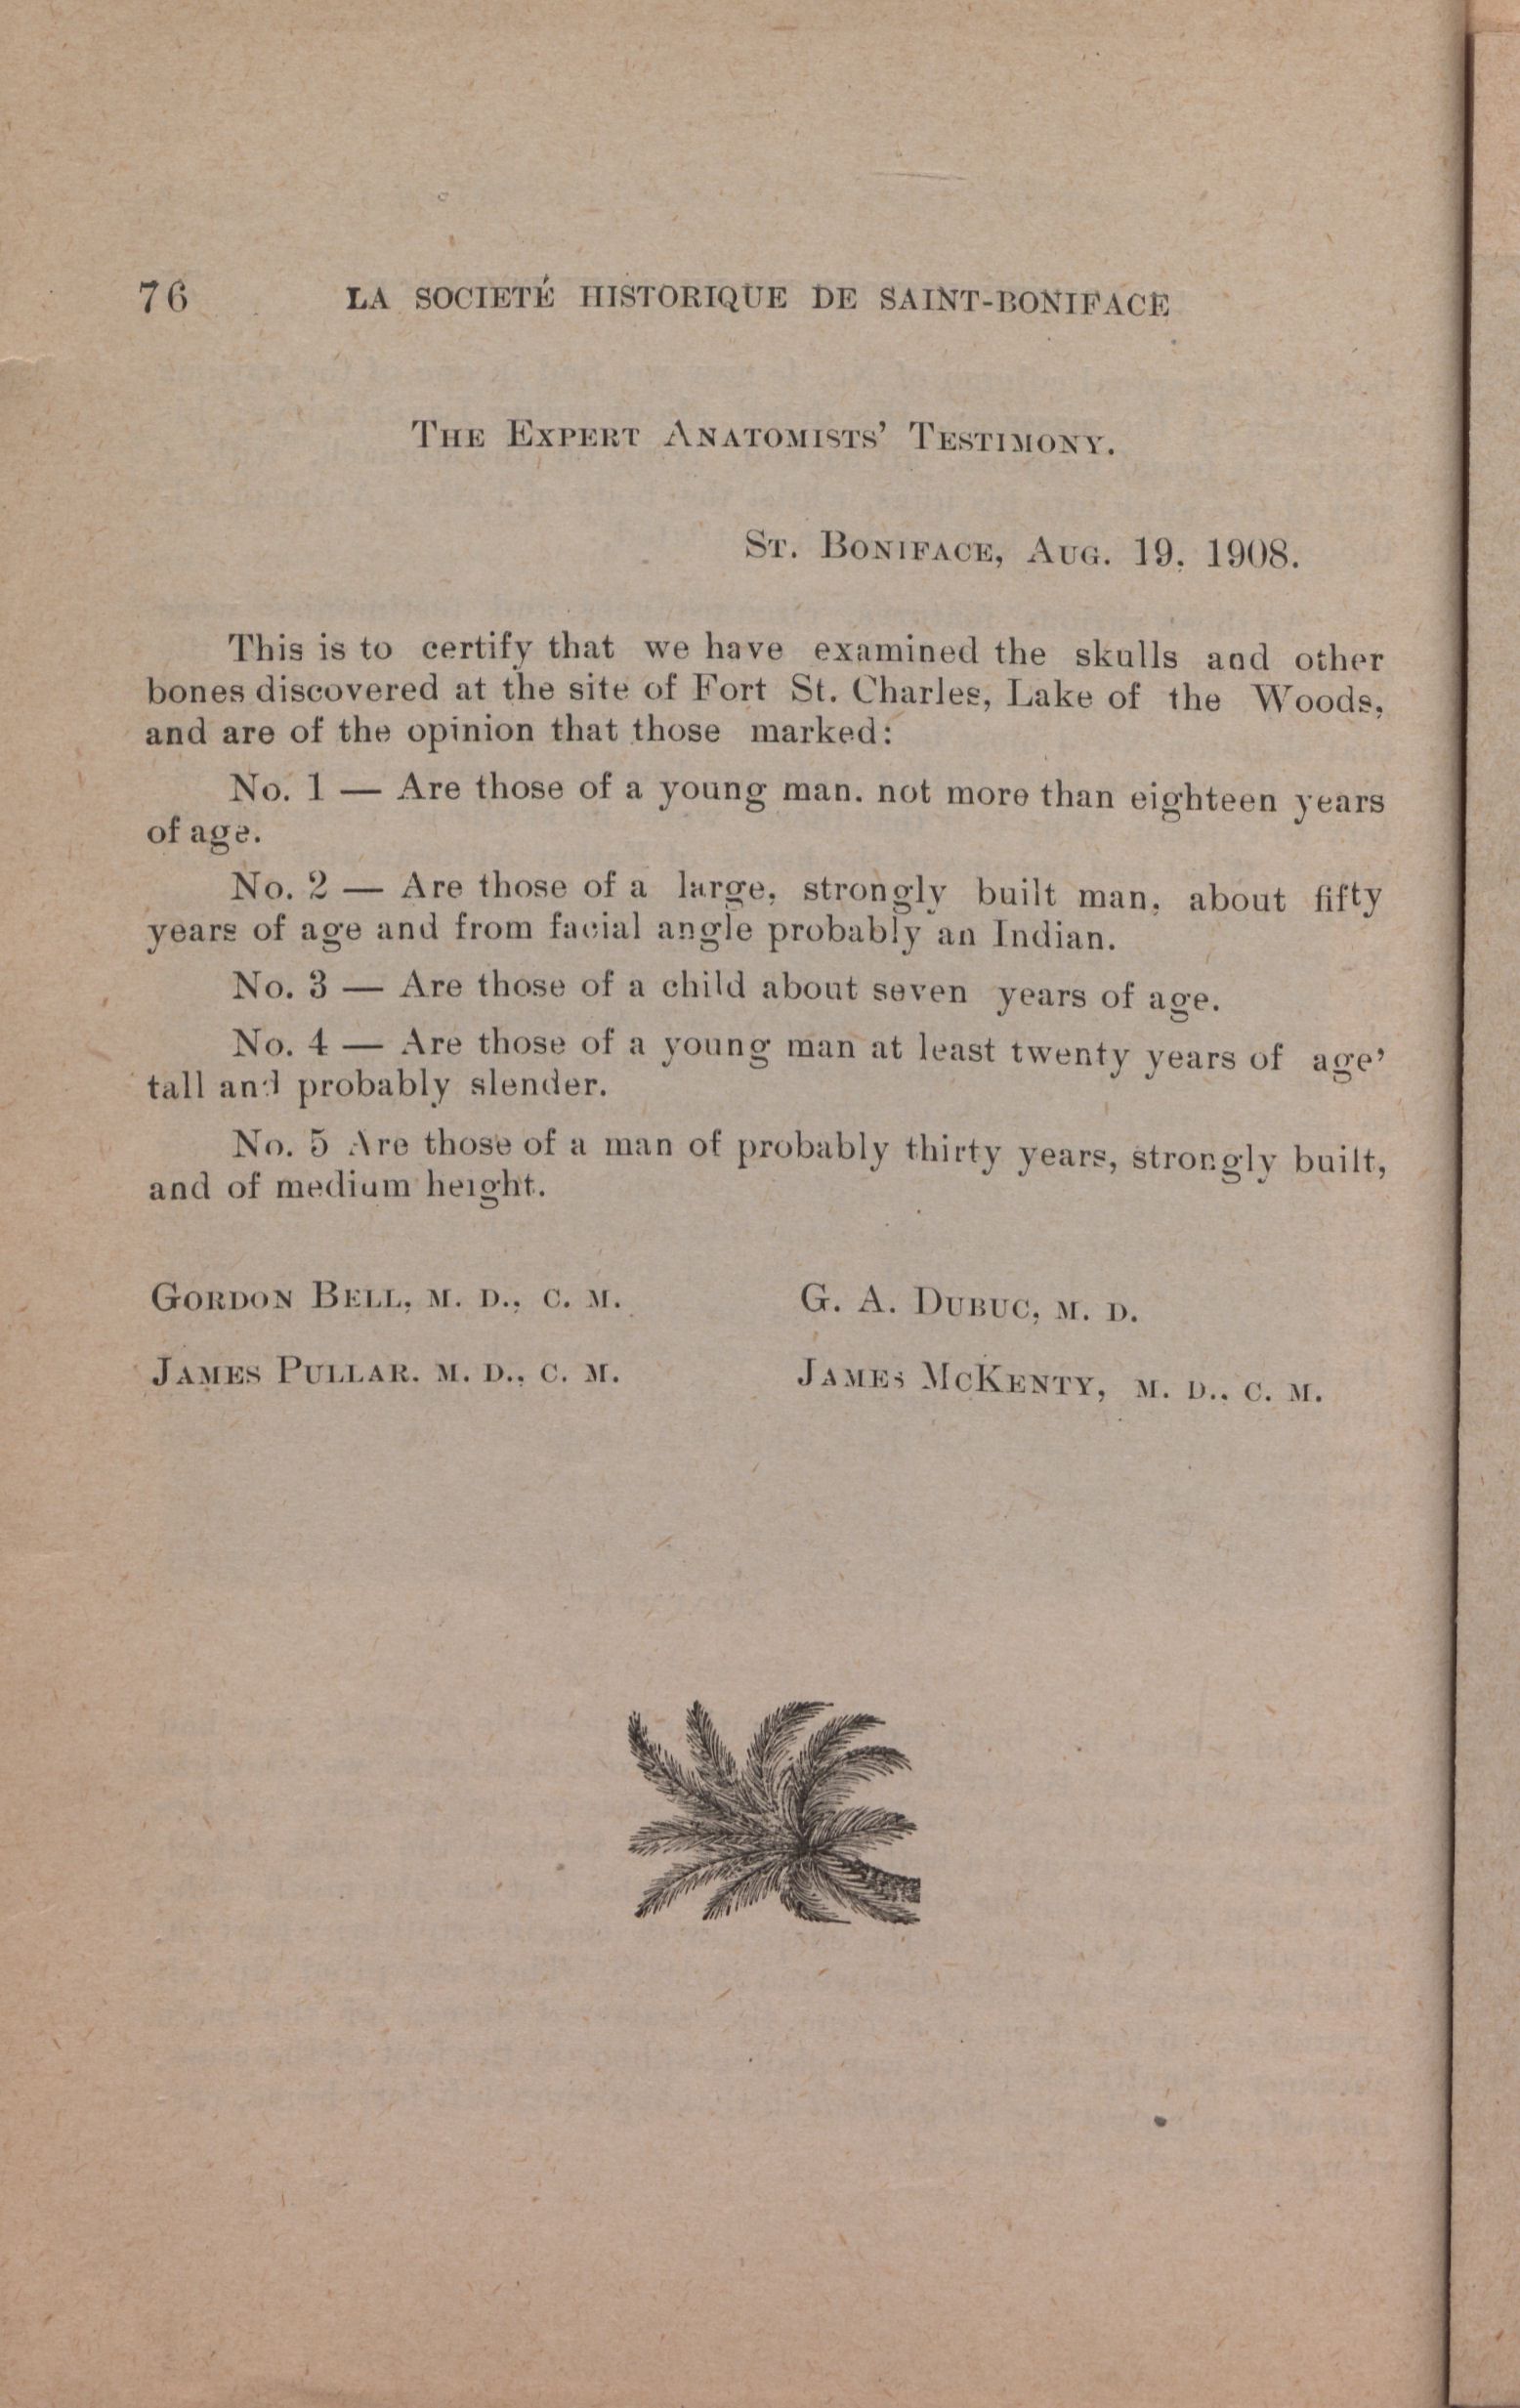 76 LA SOCIETÉ HISTORIQUE DE SAINT-BONIFACE
THE EXPERT ANATOMISTS' TESTIMONY.
ST. BONIFACE, AUG. 19. 1908.
This is to certify that we have examined the skulls and other
bones discovered at the site of Fort St. Charles, Lake of the Woods,
and are of the opinion that those marked:
No. 1 — Are those of a young man. not more than eighteen years
of age.
No. 2 — Are those of a large, strongly built man, about fifty
years of age and from facial angle probably an Indian.
No. 3 — Are those of a child about seven years of age.
No. 4 — Are those of a young man at least twenty years of age'
tall and probably slender.
No. 5 Are those of a man of probably thirty years, strongly built,
and of medium height.
GORDON BELL, M. D., C. M. G. A. DUBUC, M. D.
JAMES PULLAR. M. D., C. M. JAMES MCKENTY, M. D.. C. M.